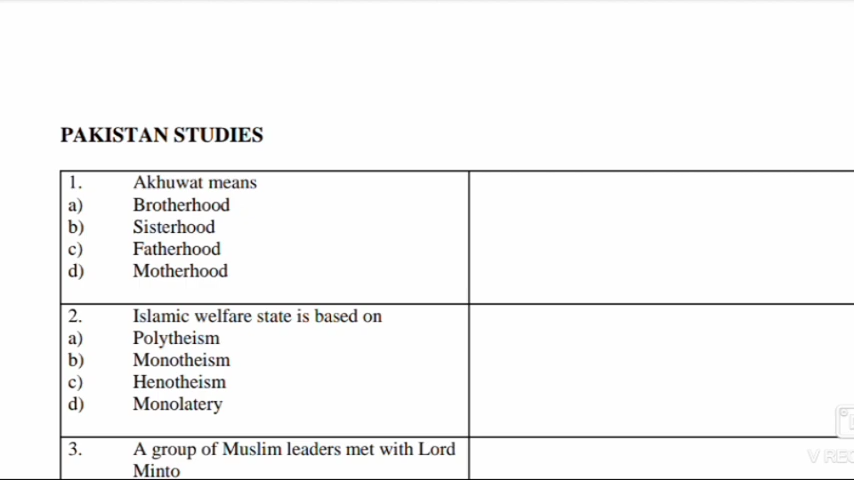 PAKISTAN STUDIES
1. Akhuwat means
a) Brotherhood
b) Sisterhood
c) Fatherhood
d) Motherhood
2. Islamic welfare state is based on
a) Polytheism
b) Monotheism
c) Henotheism
d) Monolatery
3. A group of Muslim leaders met with Lord
Minto
V REC